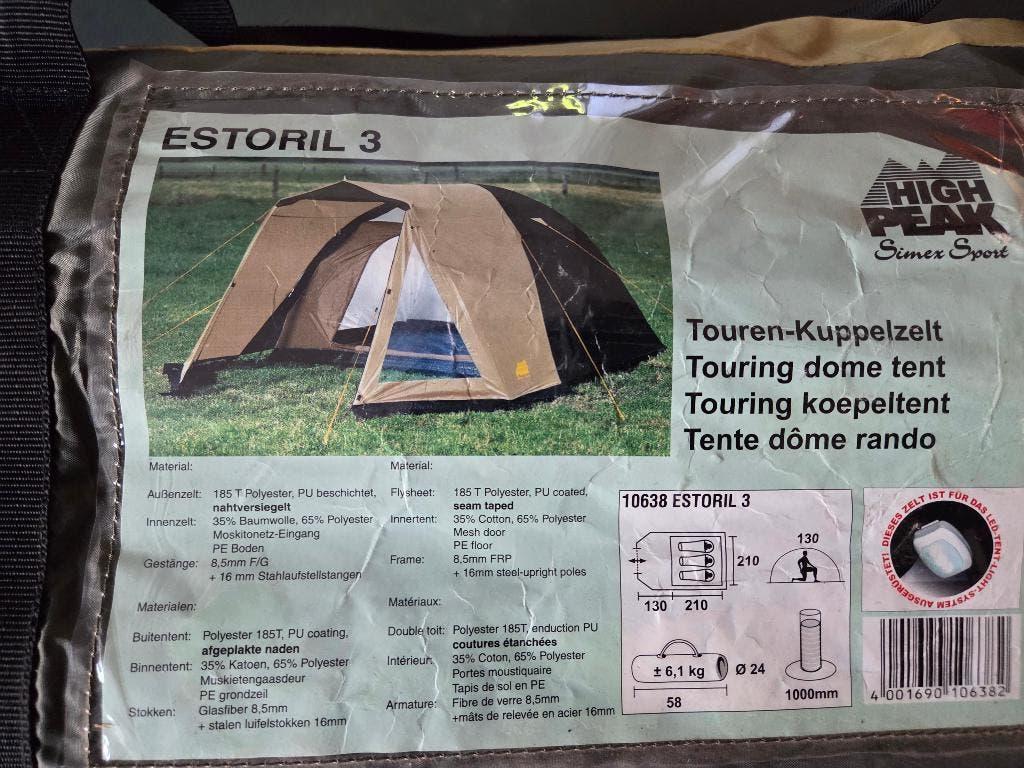 ESTORIL 3
HIGH
PEAK
Simex Sport
Touren-Kuppelzelt
Touring dome tent
Touring koepeltent
Tente dôme rando
Material:
Außenzelt: 185 T Polyester, PU beschichtet,
nahtversiegelt
Innenzelt: 35% Baumwolle, 65% Polyester
Moskitonetz-Eingang
PE Boden
Gestänge: 8,5mm F/G
+ 16 mm Stahlaufstellstangen
Material:
Flysheet: 185 T Polyester, PU coated,
seam taped
Innertent: 35% Cotton, 65% Polyester
Mesh door
PE floor
Frame: 8.5mm FRP
+ 16mm steel-upright poles
Materialen:
Buitentent: Polyester 185T, PU coating,
afgeplakte naden
Binnentent: 35% Katoen, 65% Polyester
Muskietengaasdeur
PE grondzeil
Stokken: Glasfiber 8,5mm
+ stalen luifelstokken 16mm
Matériaux:
Double toit: Polyester 185T, enduction PU
coutures étanchées
Intérieur: 35% Coton, 65% Polyester
Portes moustiquaire
Tapis de sol en PE
Armature: Fibre de verre 8,5mm
+mâts de relevée en acier 16mm
10638 ESTORIL 3
130
210
130 210
± 6,1 kg
Ø 24
58
1000mm
DIESES ZELT IST FÜR DAS LED-TENT-LIGHT-SYSTEM AUSGERÜSTET!
4 001690 106382